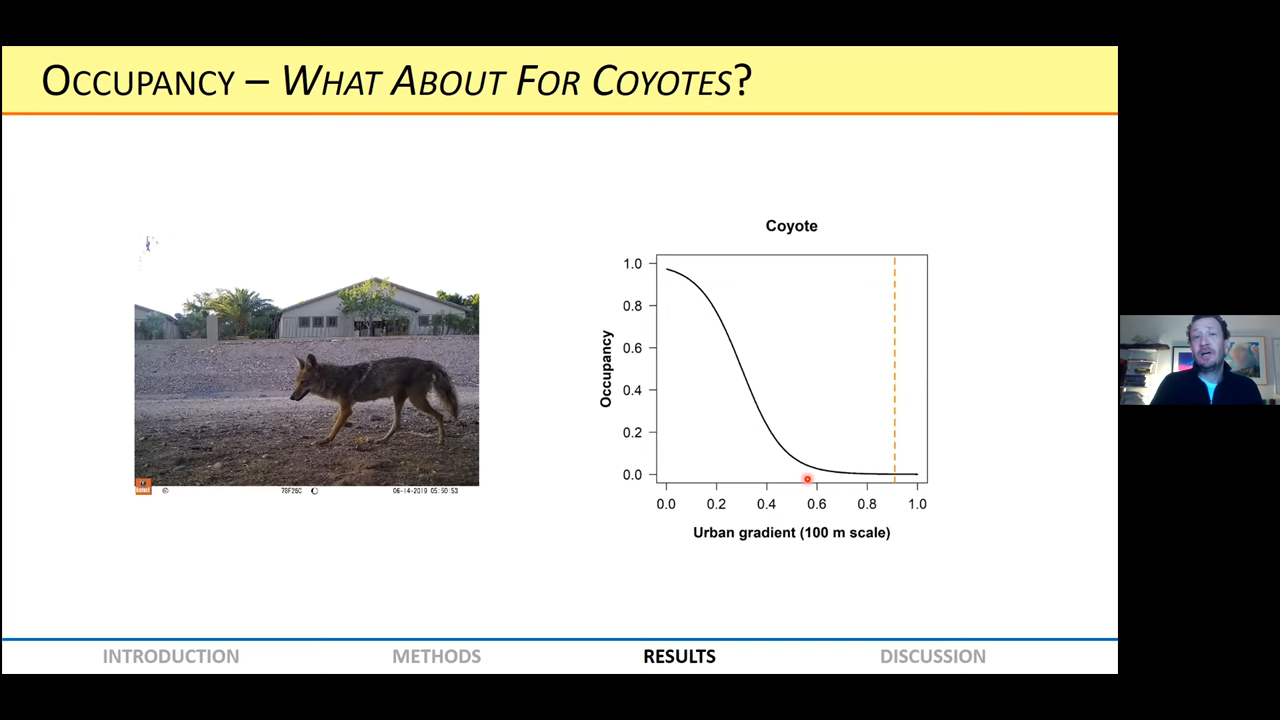 OCCUPANCY – WHAT ABOUT FOR COYOTES?
78F26C
06-14-2019 05:50:53
Coyote
Occupancy
1.0
0.8
0.6
0.4
0.2
0.0
0.0 0.2 0.4 0.6 0.8 1.0
Urban gradient (100 m scale)
INTRODUCTION METHODS RESULTS DISCUSSION